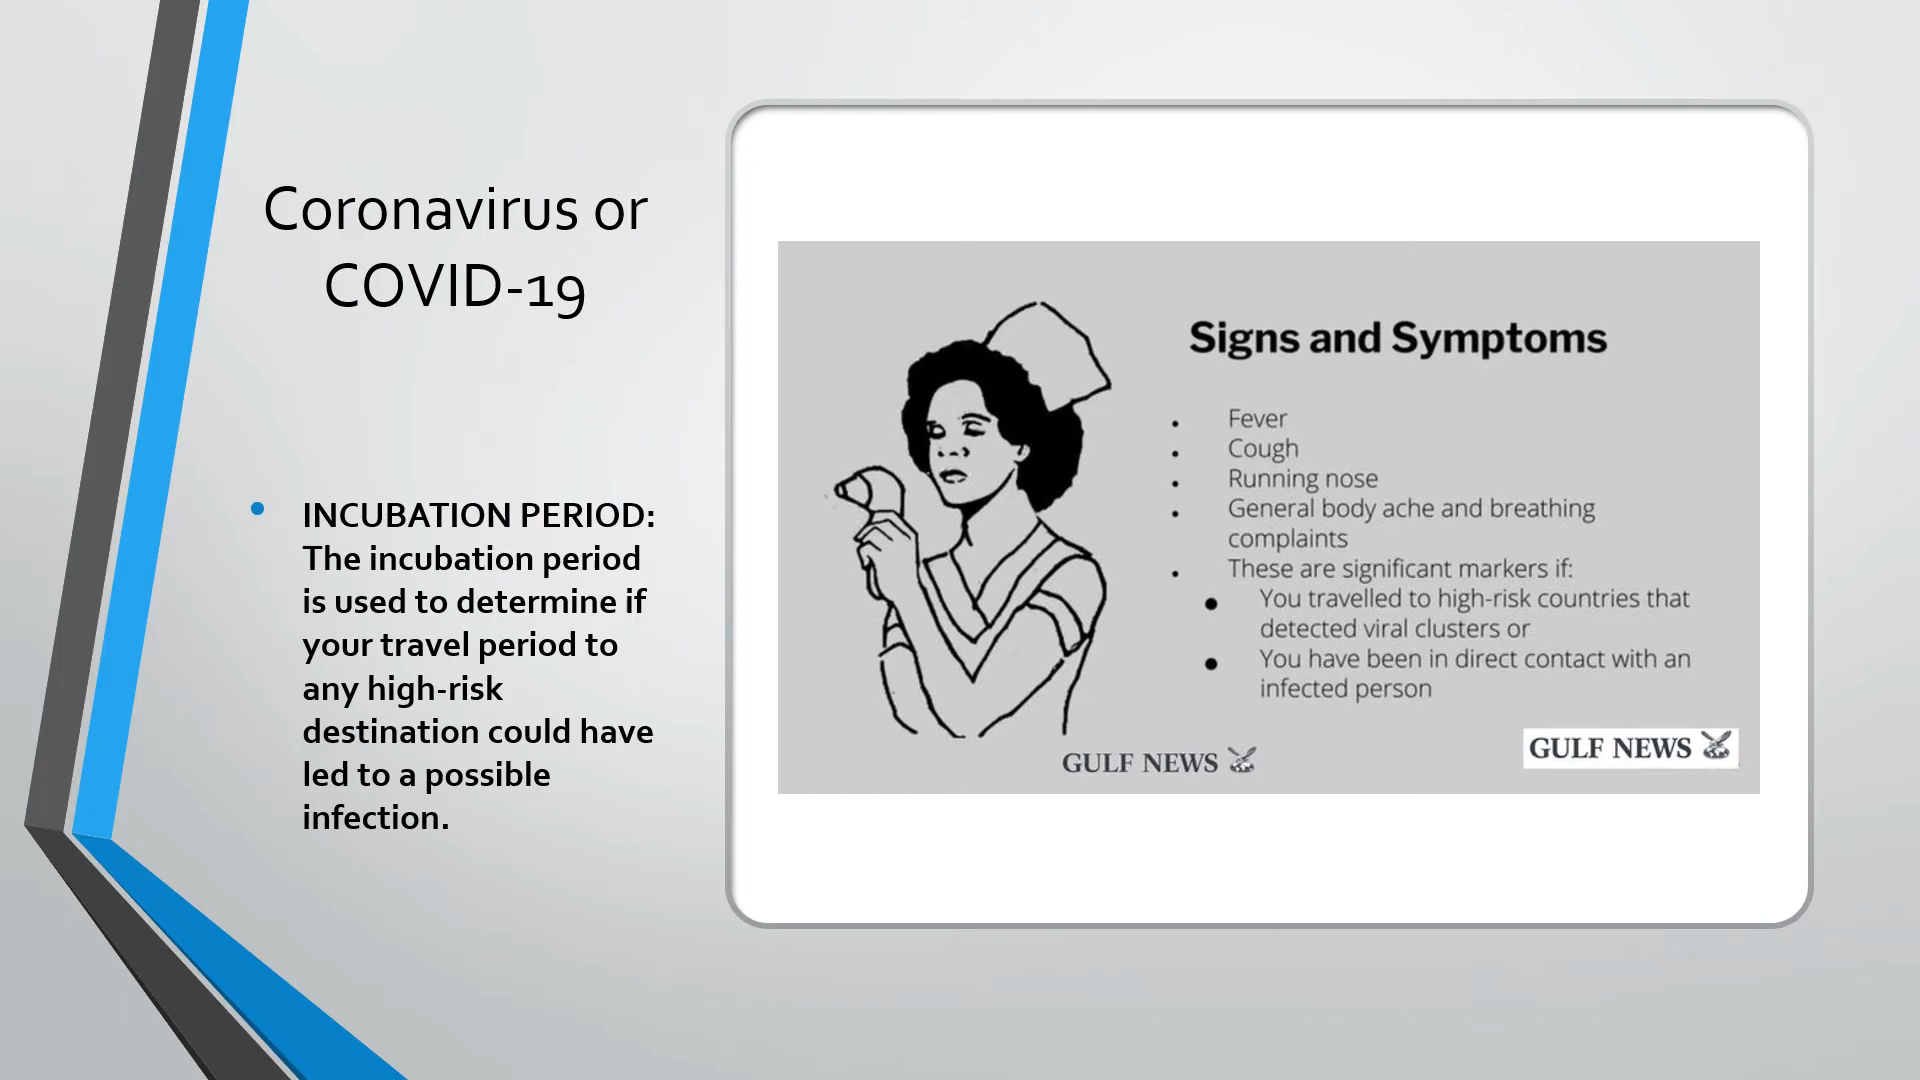 Coronavirus or
COVID-19
• INCUBATION PERIOD:
The incubation period
is used to determine if
your travel period to
any high-risk
destination could have
led to a possible
infection.
Signs and Symptoms
• Fever
• Cough
• Running nose
• General body ache and breathing
complaints
• These are significant markers if:
• You travelled to high-risk countries that
detected viral clusters or
• You have been in direct contact with an
infected person
GULF NEWS
GULF NEWS